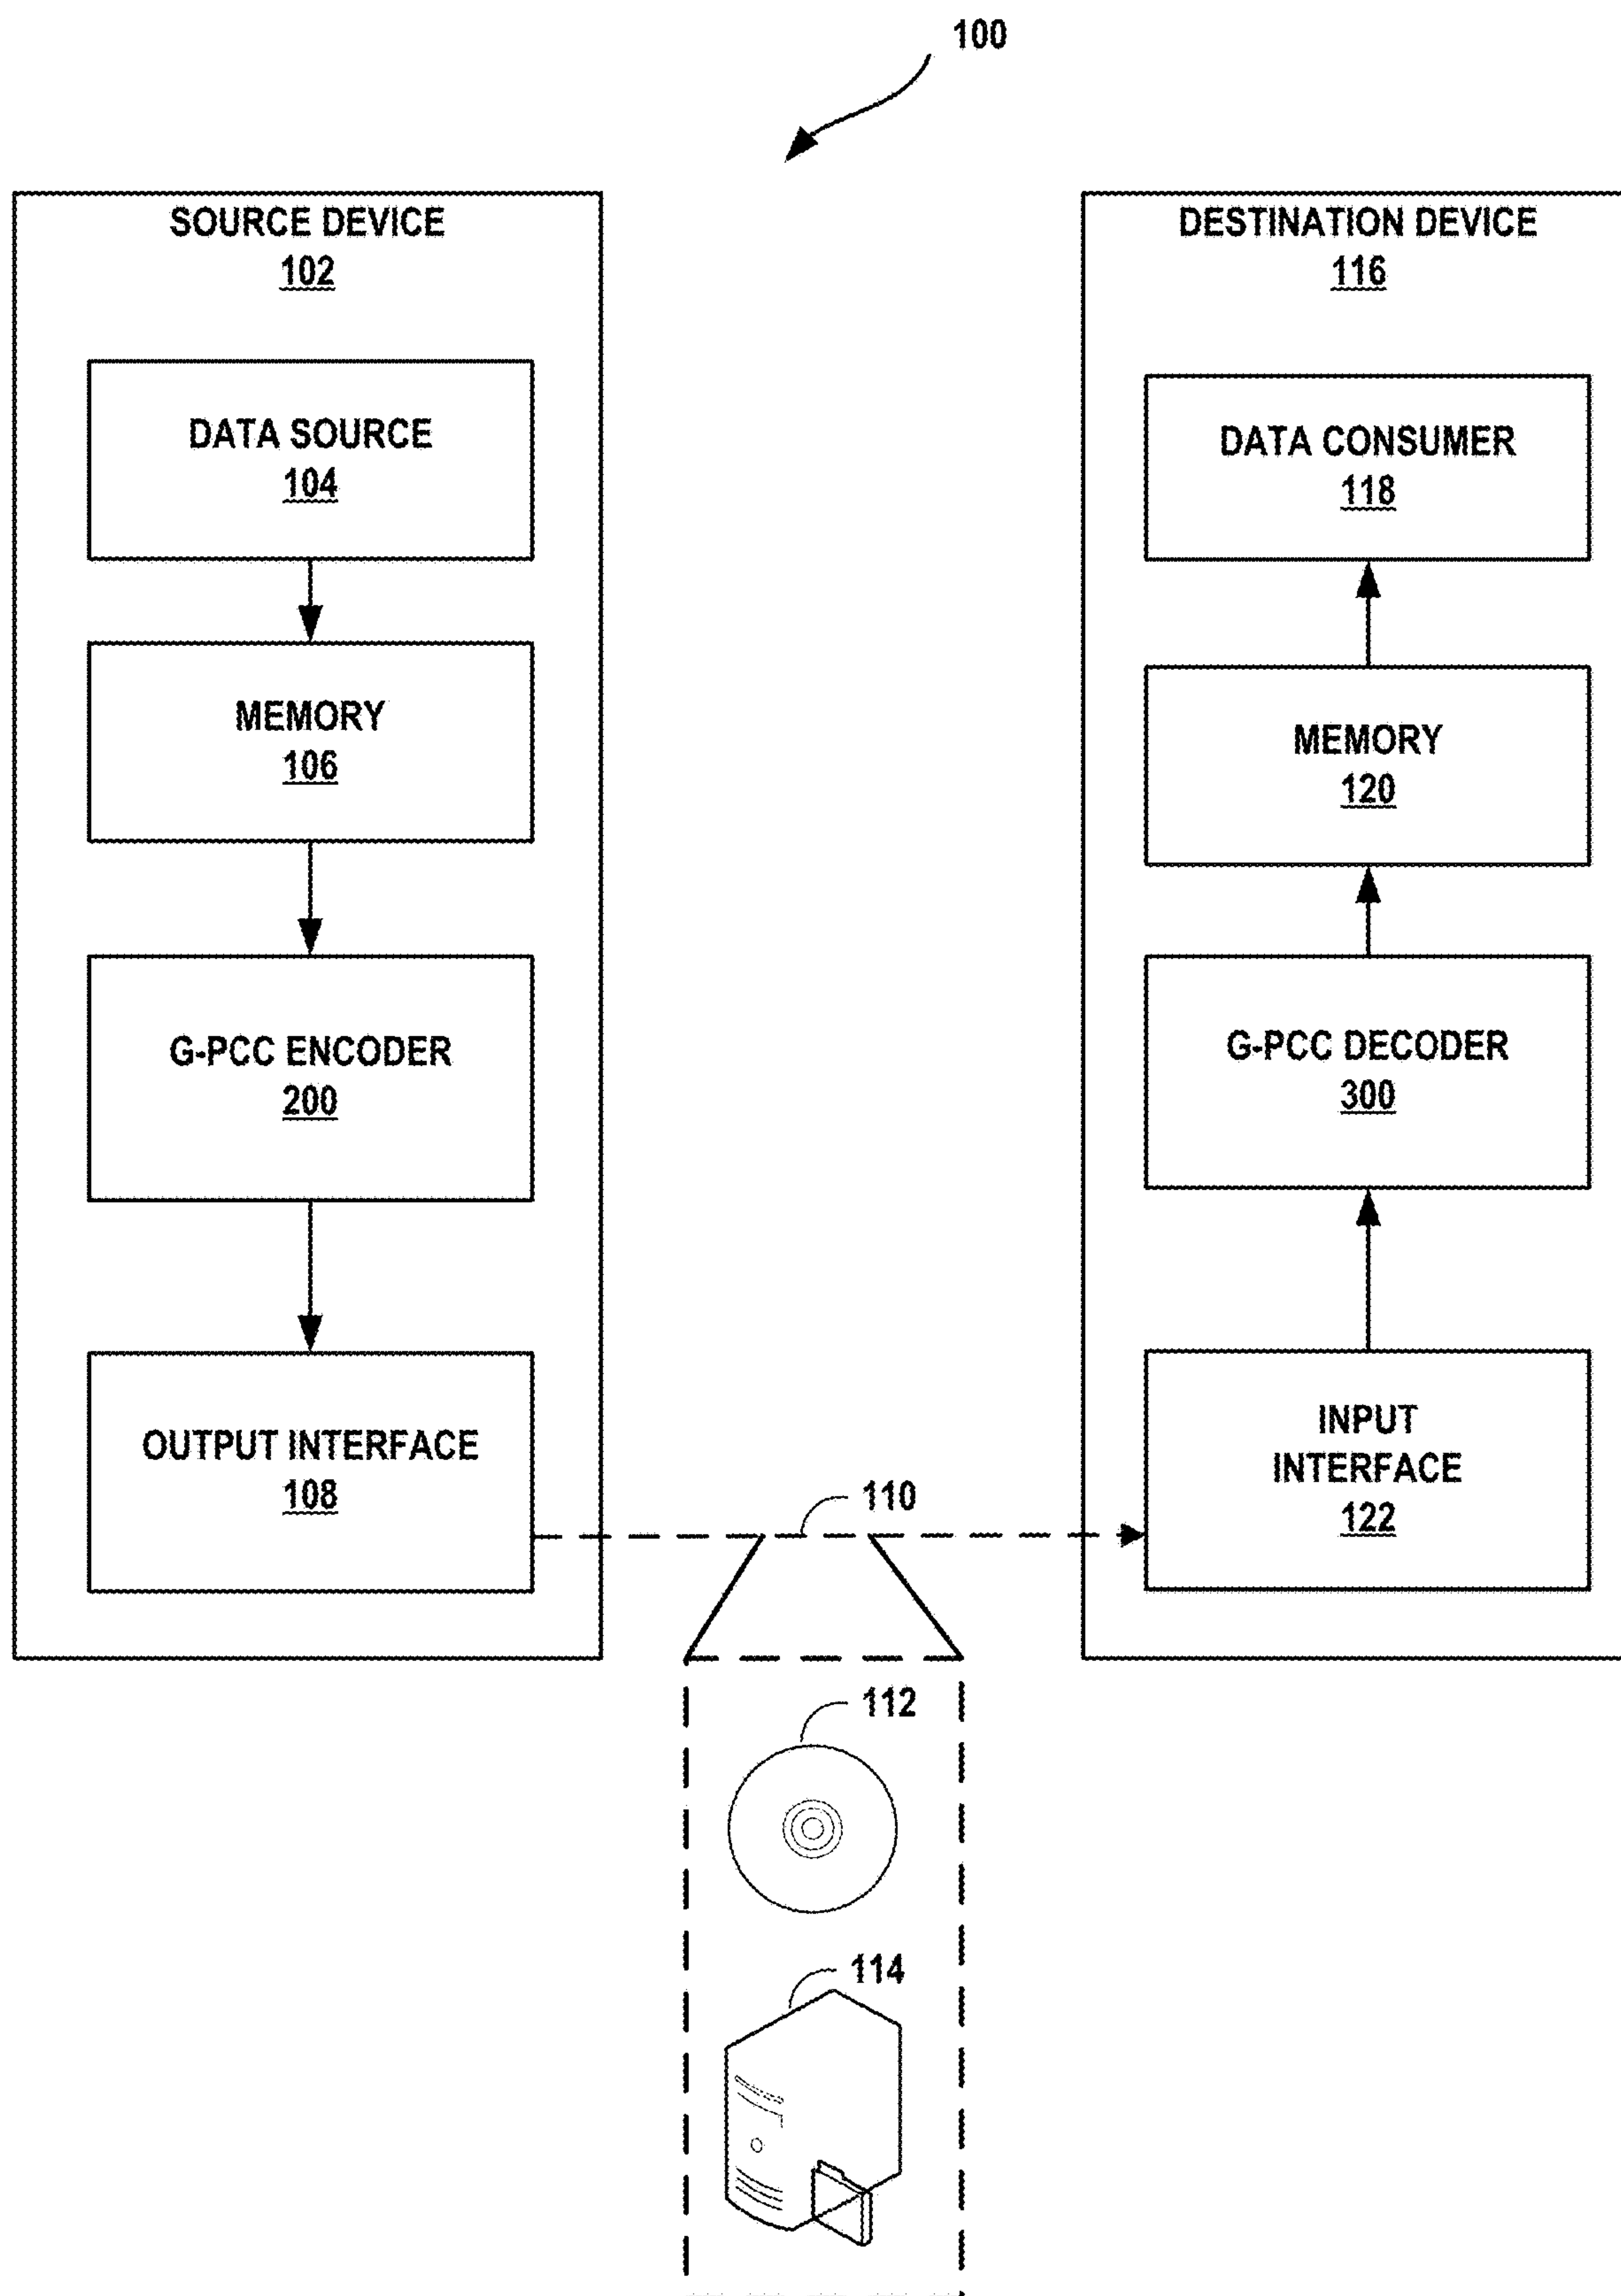 100
SOURCE DEVICE
102
DATA SOURCE
104
MEMORY
106
G-PCC ENCODER
200
OUTPUT INTERFACE
108
DESTINATION DEVICE
116
DATA CONSUMER
118
MEMORY
120
G-PCC DECODER
300
INPUT
INTERFACE
122
110
112
114